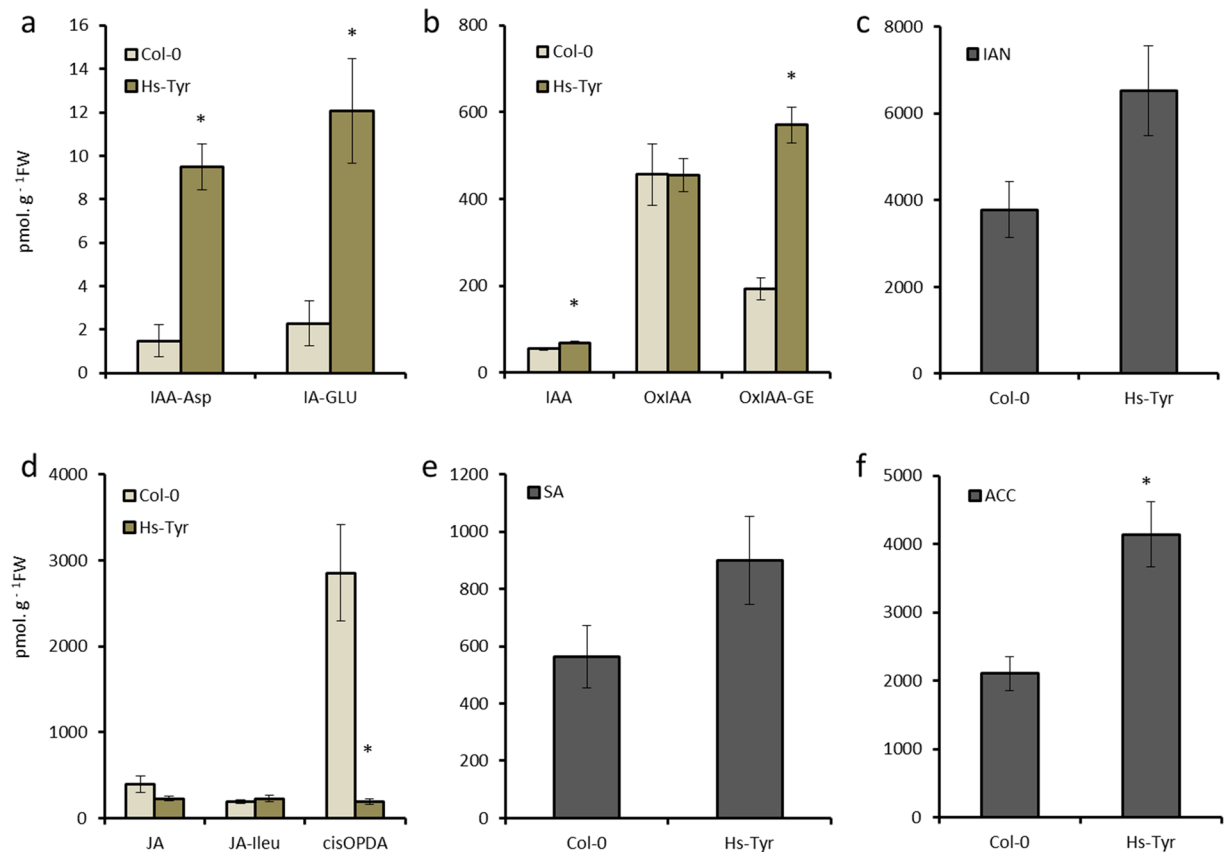 a
16
14
12
10
8
6
4
2
0
pmol. g - 1FW
Col-0
Hs-Tyr
*
*
IAA-Asp
IA-GLU
b
800
600
400
200
0
Col-0
Hs-Tyr
*
*
IAA
OxIAA
OxIAA-GE
c
8000
6000
4000
2000
0
IAN
Col-0
Hs-Tyr
d
4000
3000
2000
1000
0
pmol. g - 1FW
Col-0
Hs-Tyr
*
JA
JA-Ileu
cisOPDA
e
1200
1000
800
600
400
200
0
SA
Col-0
Hs-Tyr
f
5000
4000
3000
2000
1000
0
ACC
*
Col-0
Hs-Tyr